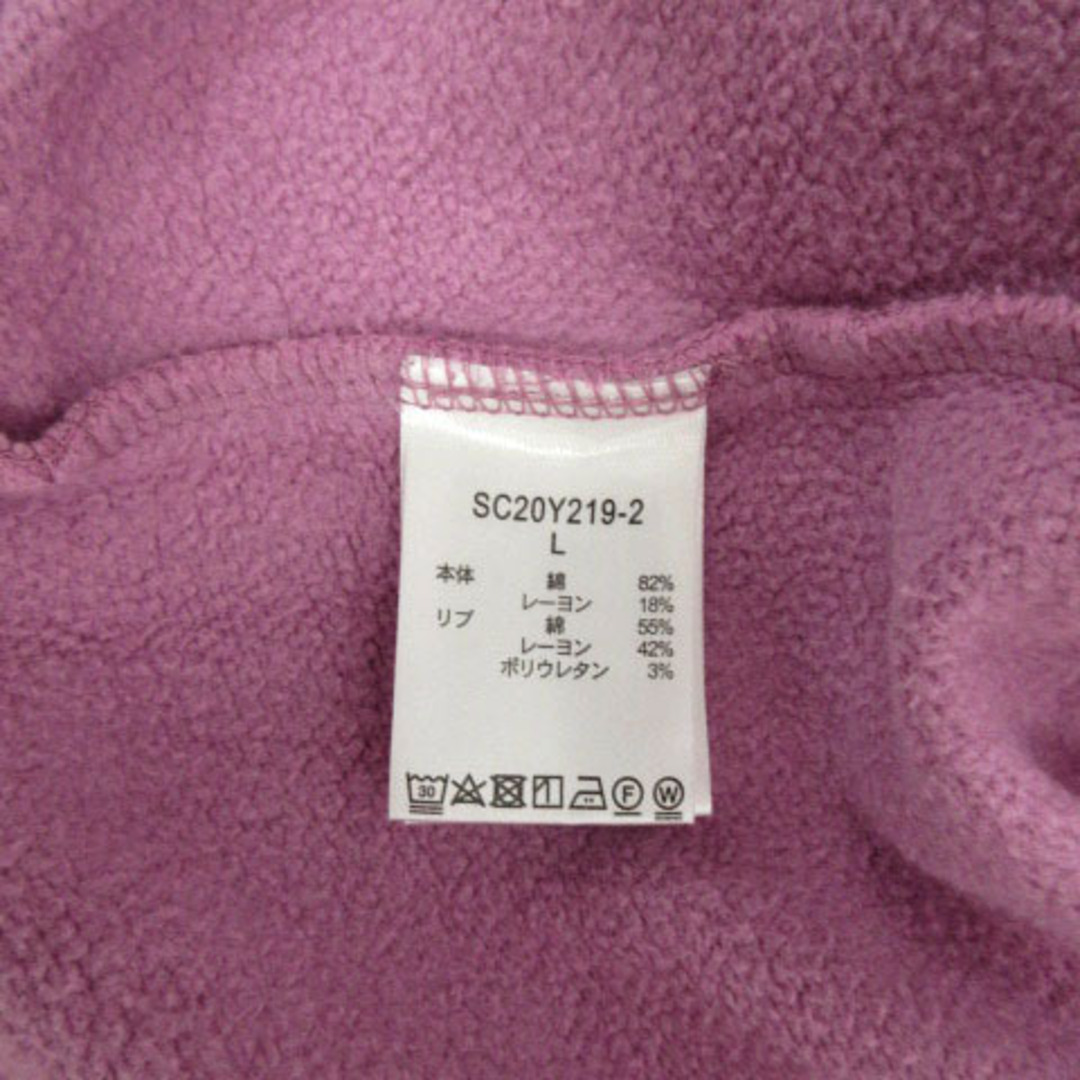 SC20Y219-2
L
本体 綿 82%
レーヨン 18%
リブ 綿 55%
レーヨン 42%
ポリウレタン 3%
30 F W